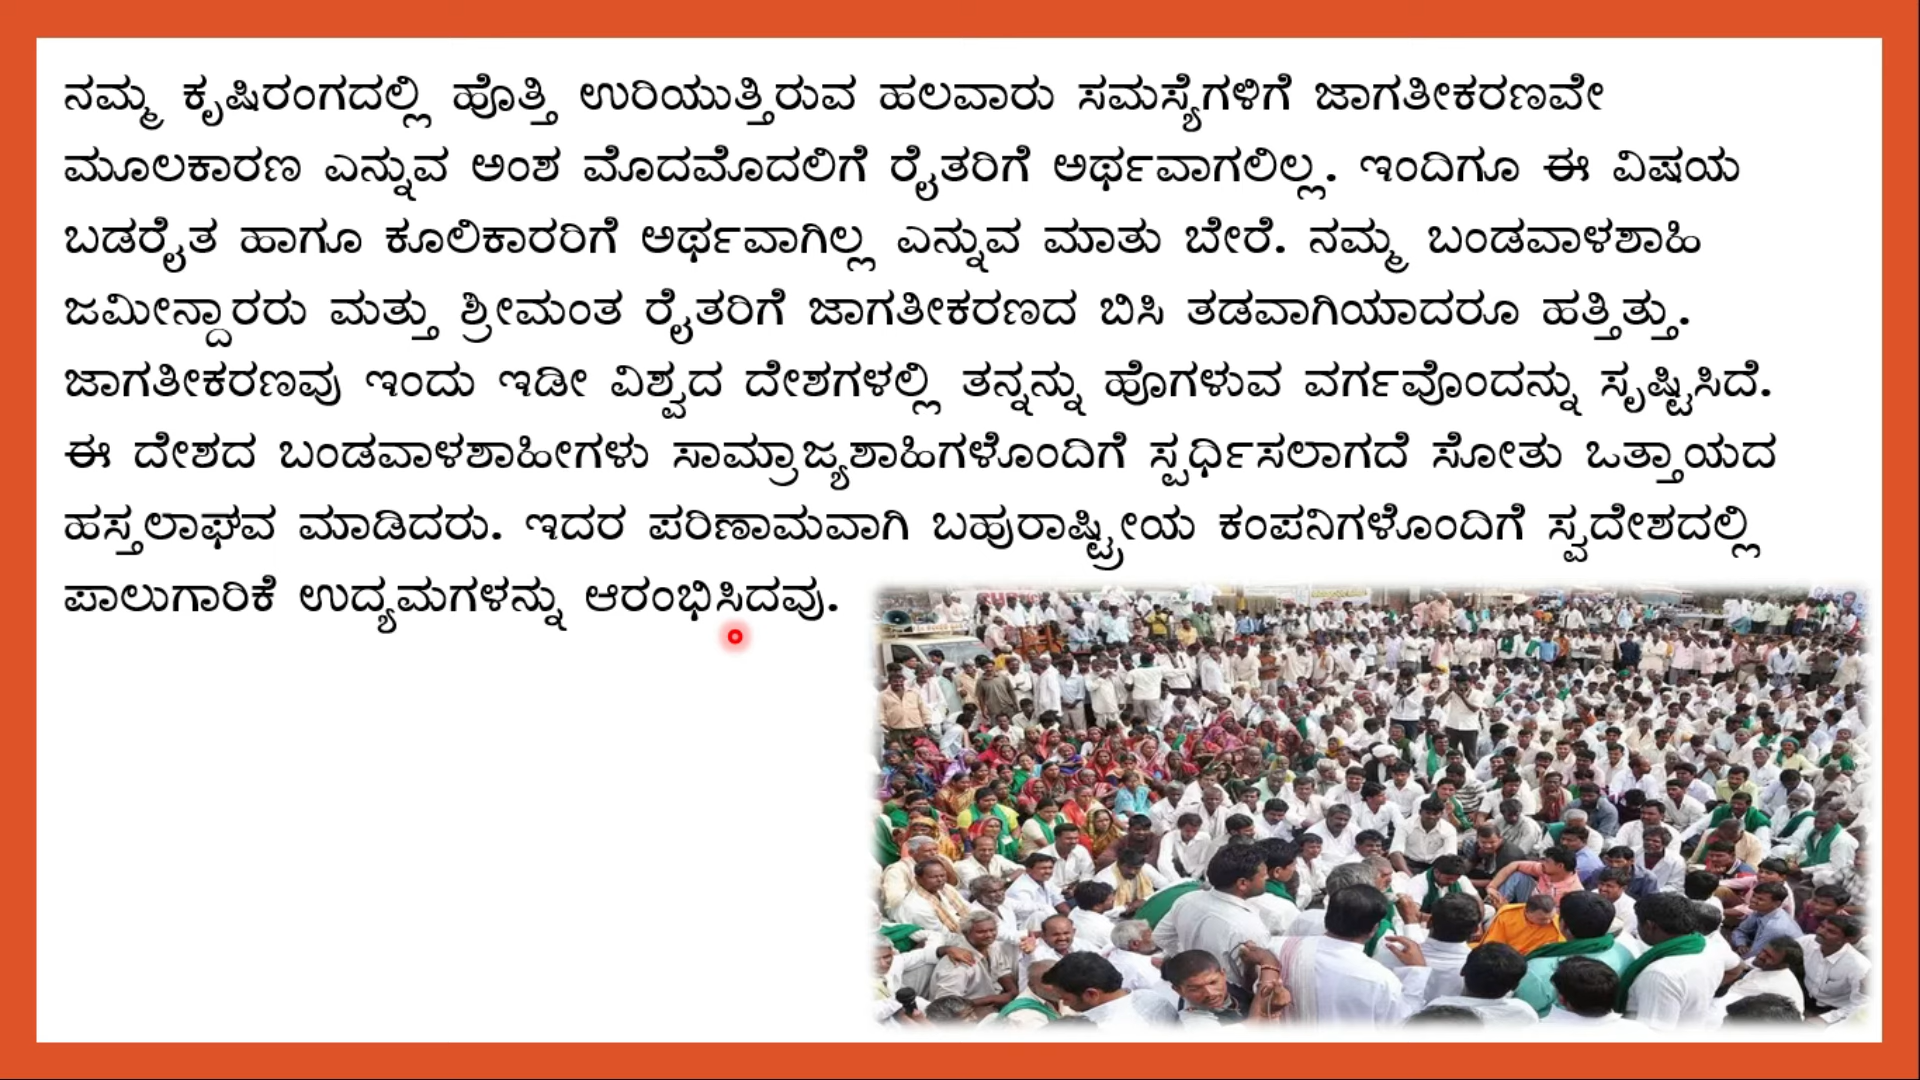 ನಮ್ಮ ಕೃಷಿರಂಗದಲ್ಲಿ ಹೊತ್ತಿ ಉರಿಯುತ್ತಿರುವ ಹಲವಾರು ಸಮಸ್ಯೆಗಳಿಗೆ ಜಾಗತೀಕರಣವೇ
ಮೂಲಕಾರಣ ಎನ್ನುವ ಅಂಶ ಮೊದಮೊದಲಿಗೆ ರೈತರಿಗೆ ಅರ್ಥವಾಗಲಿಲ್ಲ. ಇಂದಿಗೂ ಈ ವಿಷಯ
ಬಡರೈತ ಹಾಗೂ ಕೂಲಿಕಾರರಿಗೆ ಅರ್ಥವಾಗಿಲ್ಲ ಎನ್ನುವ ಮಾತು ಬೇರೆ. ನಮ್ಮ ಬಂಡವಾಳಶಾಹಿ
ಜಮೀನ್ದಾರರು ಮತ್ತು ಶ್ರೀಮಂತ ರೈತರಿಗೆ ಜಾಗತೀಕರಣದ ಬಿಸಿ ತಡವಾಗಿಯಾದರೂ ಹತ್ತಿತ್ತು.
ಜಾಗತೀಕರಣವು ಇಂದು ಇಡೀ ವಿಶ್ವದ ದೇಶಗಳಲ್ಲಿ ತನ್ನನ್ನು ಹೊಗಳುವ ವರ್ಗವೊಂದನ್ನು ಸೃಷ್ಟಿಸಿದೆ.
ಈ ದೇಶದ ಬಂಡವಾಳಶಾಹೀಗಳು ಸಾಮ್ರಾಜ್ಯಶಾಹಿಗಳೊಂದಿಗೆ ಸ್ಪರ್ಧಿಸಲಾಗದೆ ಸೋತು ಒತ್ತಾಯದ
ಹಸ್ತಲಾಘವ ಮಾಡಿದರು. ಇದರ ಪರಿಣಾಮವಾಗಿ ಬಹುರಾಷ್ಟ್ರೀಯ ಕಂಪನಿಗಳೊಂದಿಗೆ ಸ್ವದೇಶದಲ್ಲಿ
ಪಾಲುಗಾರಿಕೆ ಉದ್ಯಮಗಳನ್ನು ಆರಂಭಿಸಿದವು.